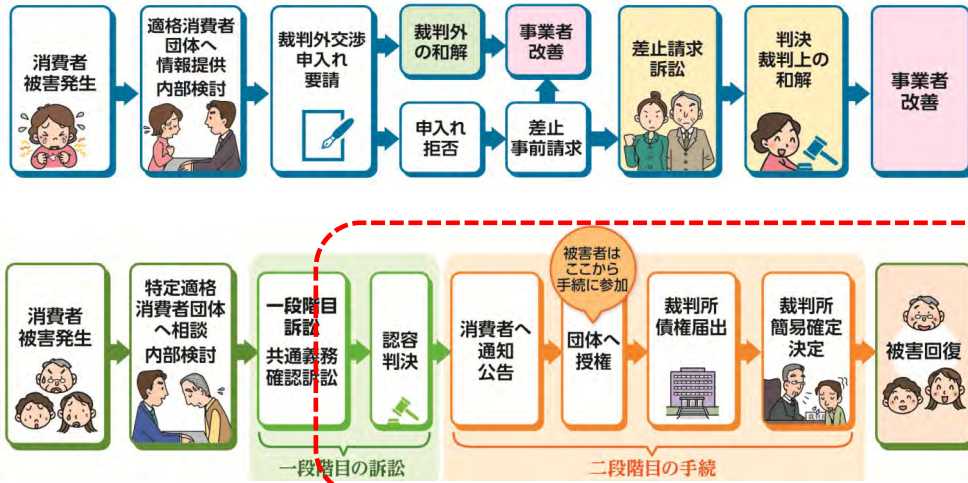 消費者
被害発生
適格消費者
団体へ
情報提供
内部検討
裁判外交渉
申入れ
要請
裁判外
の和解
事業者
改善
申入れ
拒否
差止
事前請求
差止請求
訴訟
判決
裁判上の
和解
事業者
改善
消費者
被害発生
特定適格
消費者団体
へ相談
内部検討
一段階目
訴訟
共通義務
確認訴訟
認容
判決
消費者へ
通知
公告
被害者は
ここから
手続に参加
団体へ
授権
裁判所
債権届出
裁判所
簡易確定
決定
被害回復
一段階目の訴訟
二段階目の手続